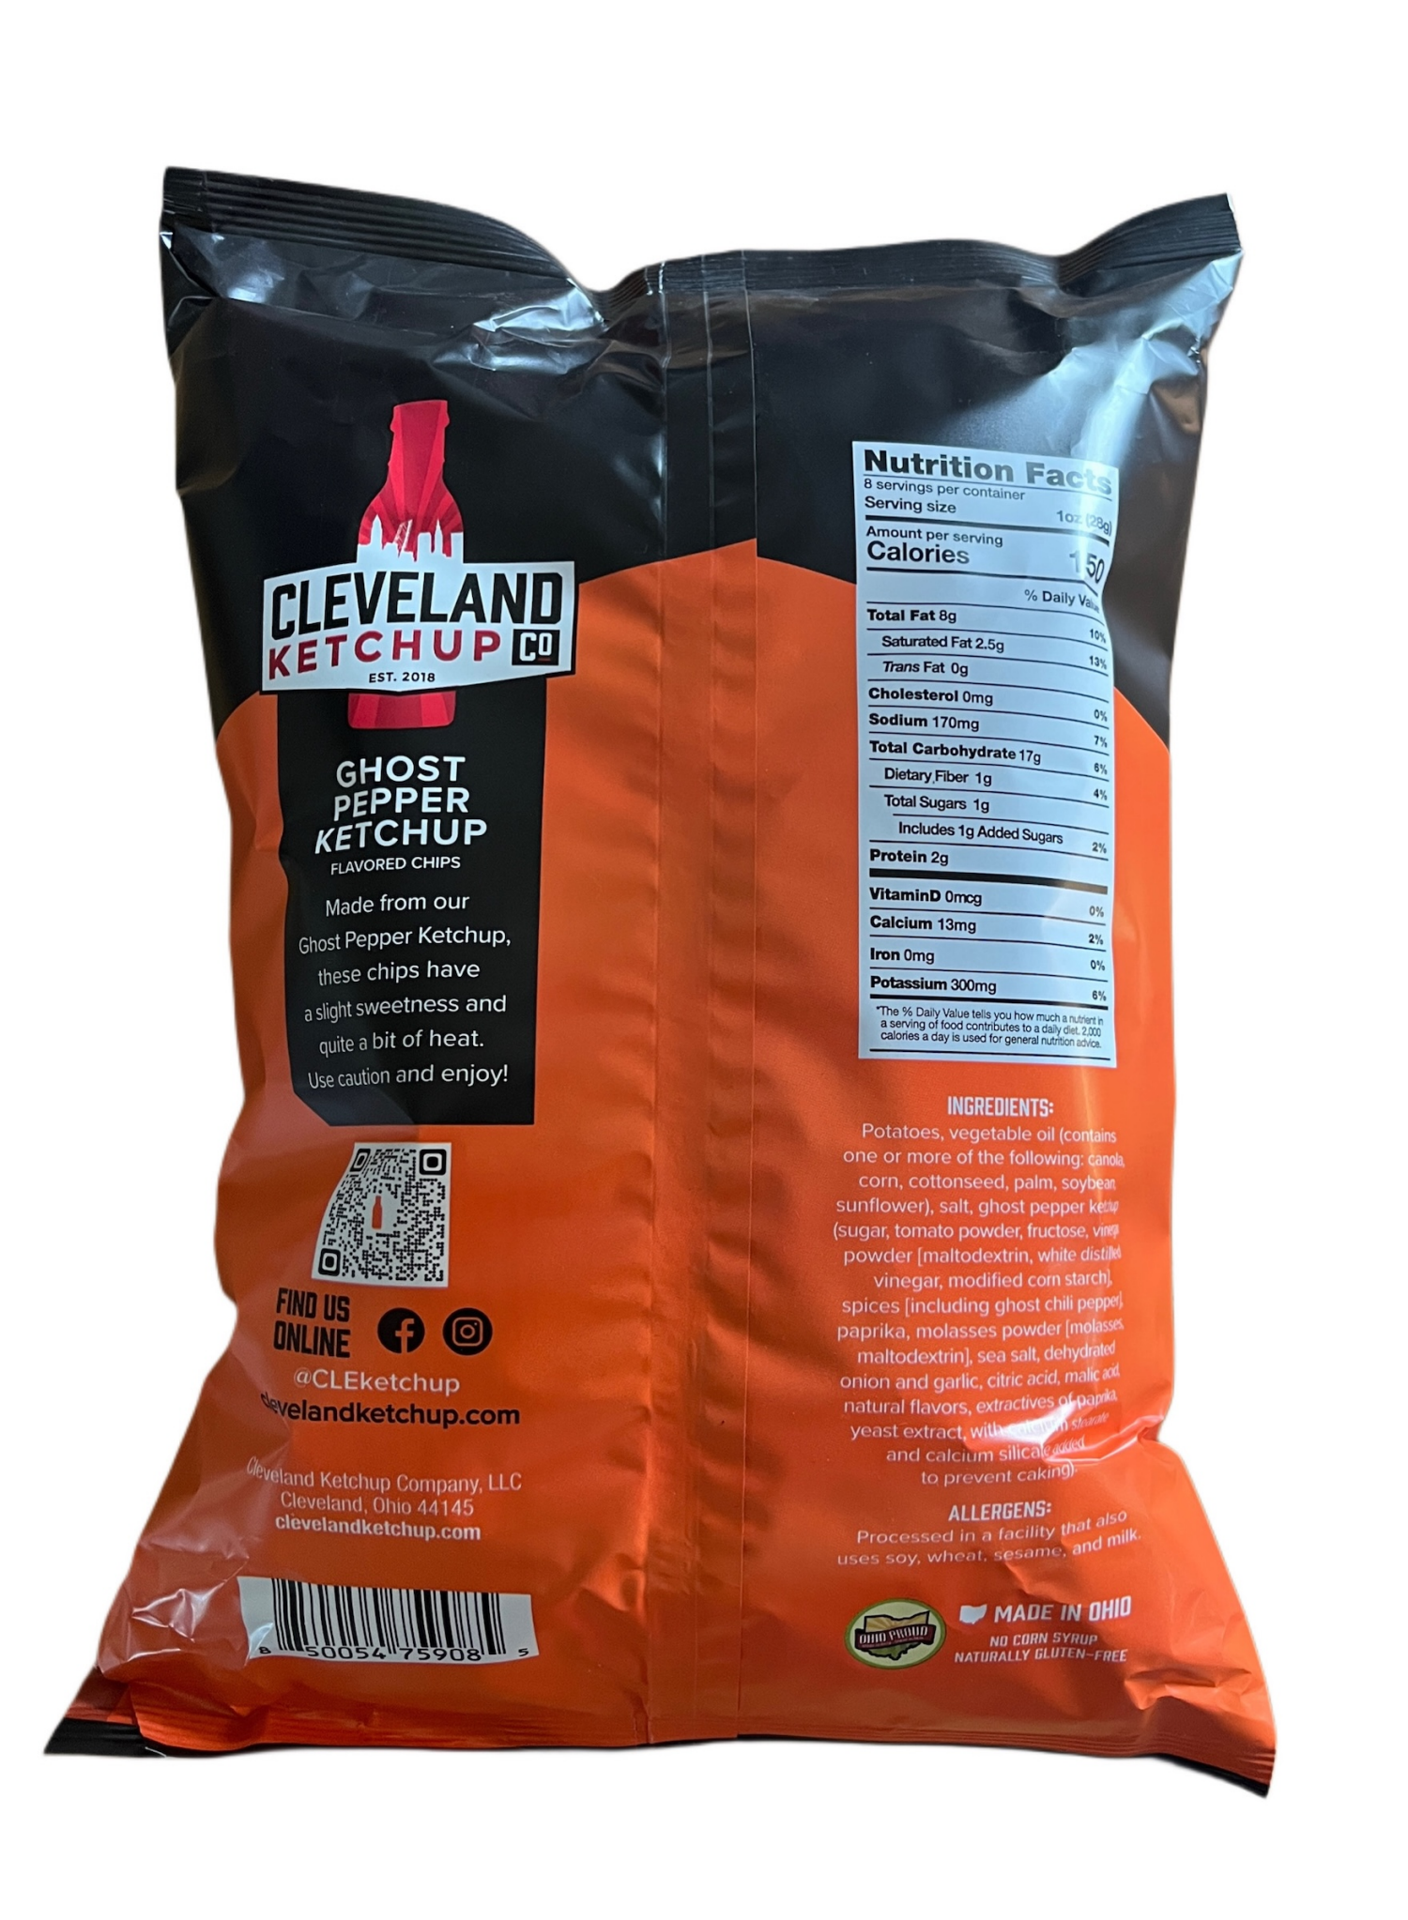 CLEVELAND
KETCHUP CO
EST. 2018
GHOST
PEPPER
KETCHUP
FLAVORED CHIPS
Made from our
Ghost Pepper Ketchup,
these chips have
a slight sweetness and
quite a bit of heat.
Use caution and enjoy!
FIND US
ONLINE
@CLEketchup
clevelandketchup.com
Cleveland Ketchup Company, LLC
Cleveland, Ohio 44145
clevelandketchup.com
8 50054 75908 5
Nutrition Facts
8 servings per container
Serving size 1oz (28g)
Amount per serving
Calories 150
% Daily Value
Total Fat 8g 10%
Saturated Fat 2.5g 13%
Trans Fat 0g
Cholesterol 0mg 0%
Sodium 170mg 7%
Total Carbohydrate 17g 6%
Dietary Fiber 1g 4%
Total Sugars 1g
Includes 1g Added Sugars 2%
Protein 2g
VitaminD 0mcg 0%
Calcium 13mg 2%
Iron 0mg 0%
Potassium 300mg 6%
*The % Daily Value tells you how much a nutrient in
a serving of food contributes to a daily diet. 2,000
calories a day is used for general nutrition advice.
INGREDIENTS:
Potatoes, vegetable oil (contains
one or more of the following: canola,
corn, cottonseed, palm, soybean,
sunflower), salt, ghost pepper ketchup
(sugar, tomato powder, fructose, vinegar
powder [maltodextrin, white distilled
vinegar, modified corn starch],
spices [including ghost chili pepper],
paprika, molasses powder [molasses,
maltodextrin], sea salt, dehydrated
onion and garlic, citric acid, malic acid,
natural flavors, extractives of paprika,
yeast extract, with calcium stearate
and calcium silicate added
to prevent caking).
ALLERGENS:
Processed in a facility that also
uses soy, wheat, sesame, and milk.
OHIO PROUD
MADE IN OHIO
NO CORN SYRUP
NATURALLY GLUTEN-FREE